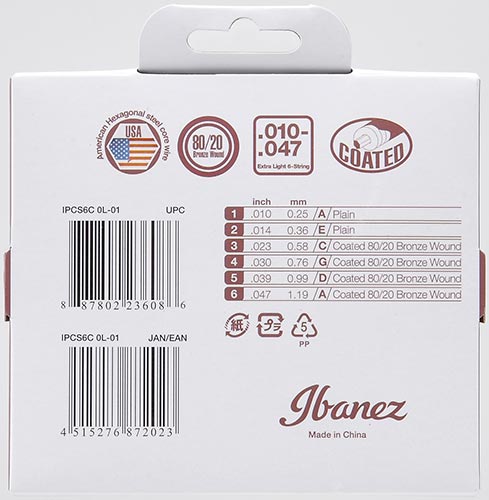 American Hexagonal steel core wire
USA
80/20
Bronze Wound
.010-
.047
Extra Light 6-String
COATED
IPCS6C 0L-01 UPC
8 87802 23608 6
IPCS6C 0L-01 JAN/EAN
4 515276 872023
inch mm
1 .010 0.25 /A/ Plain
2 .014 0.36 /E/ Plain
3 .023 0.58 /C/ Coated 80/20 Bronze Wound
4 .030 0.76 /G/ Coated 80/20 Bronze Wound
5 .039 0.99 /D/ Coated 80/20 Bronze Wound
6 .047 1.19 /A/ Coated 80/20 Bronze Wound
紙 プラ 5
PP
Ibanez
Made in China